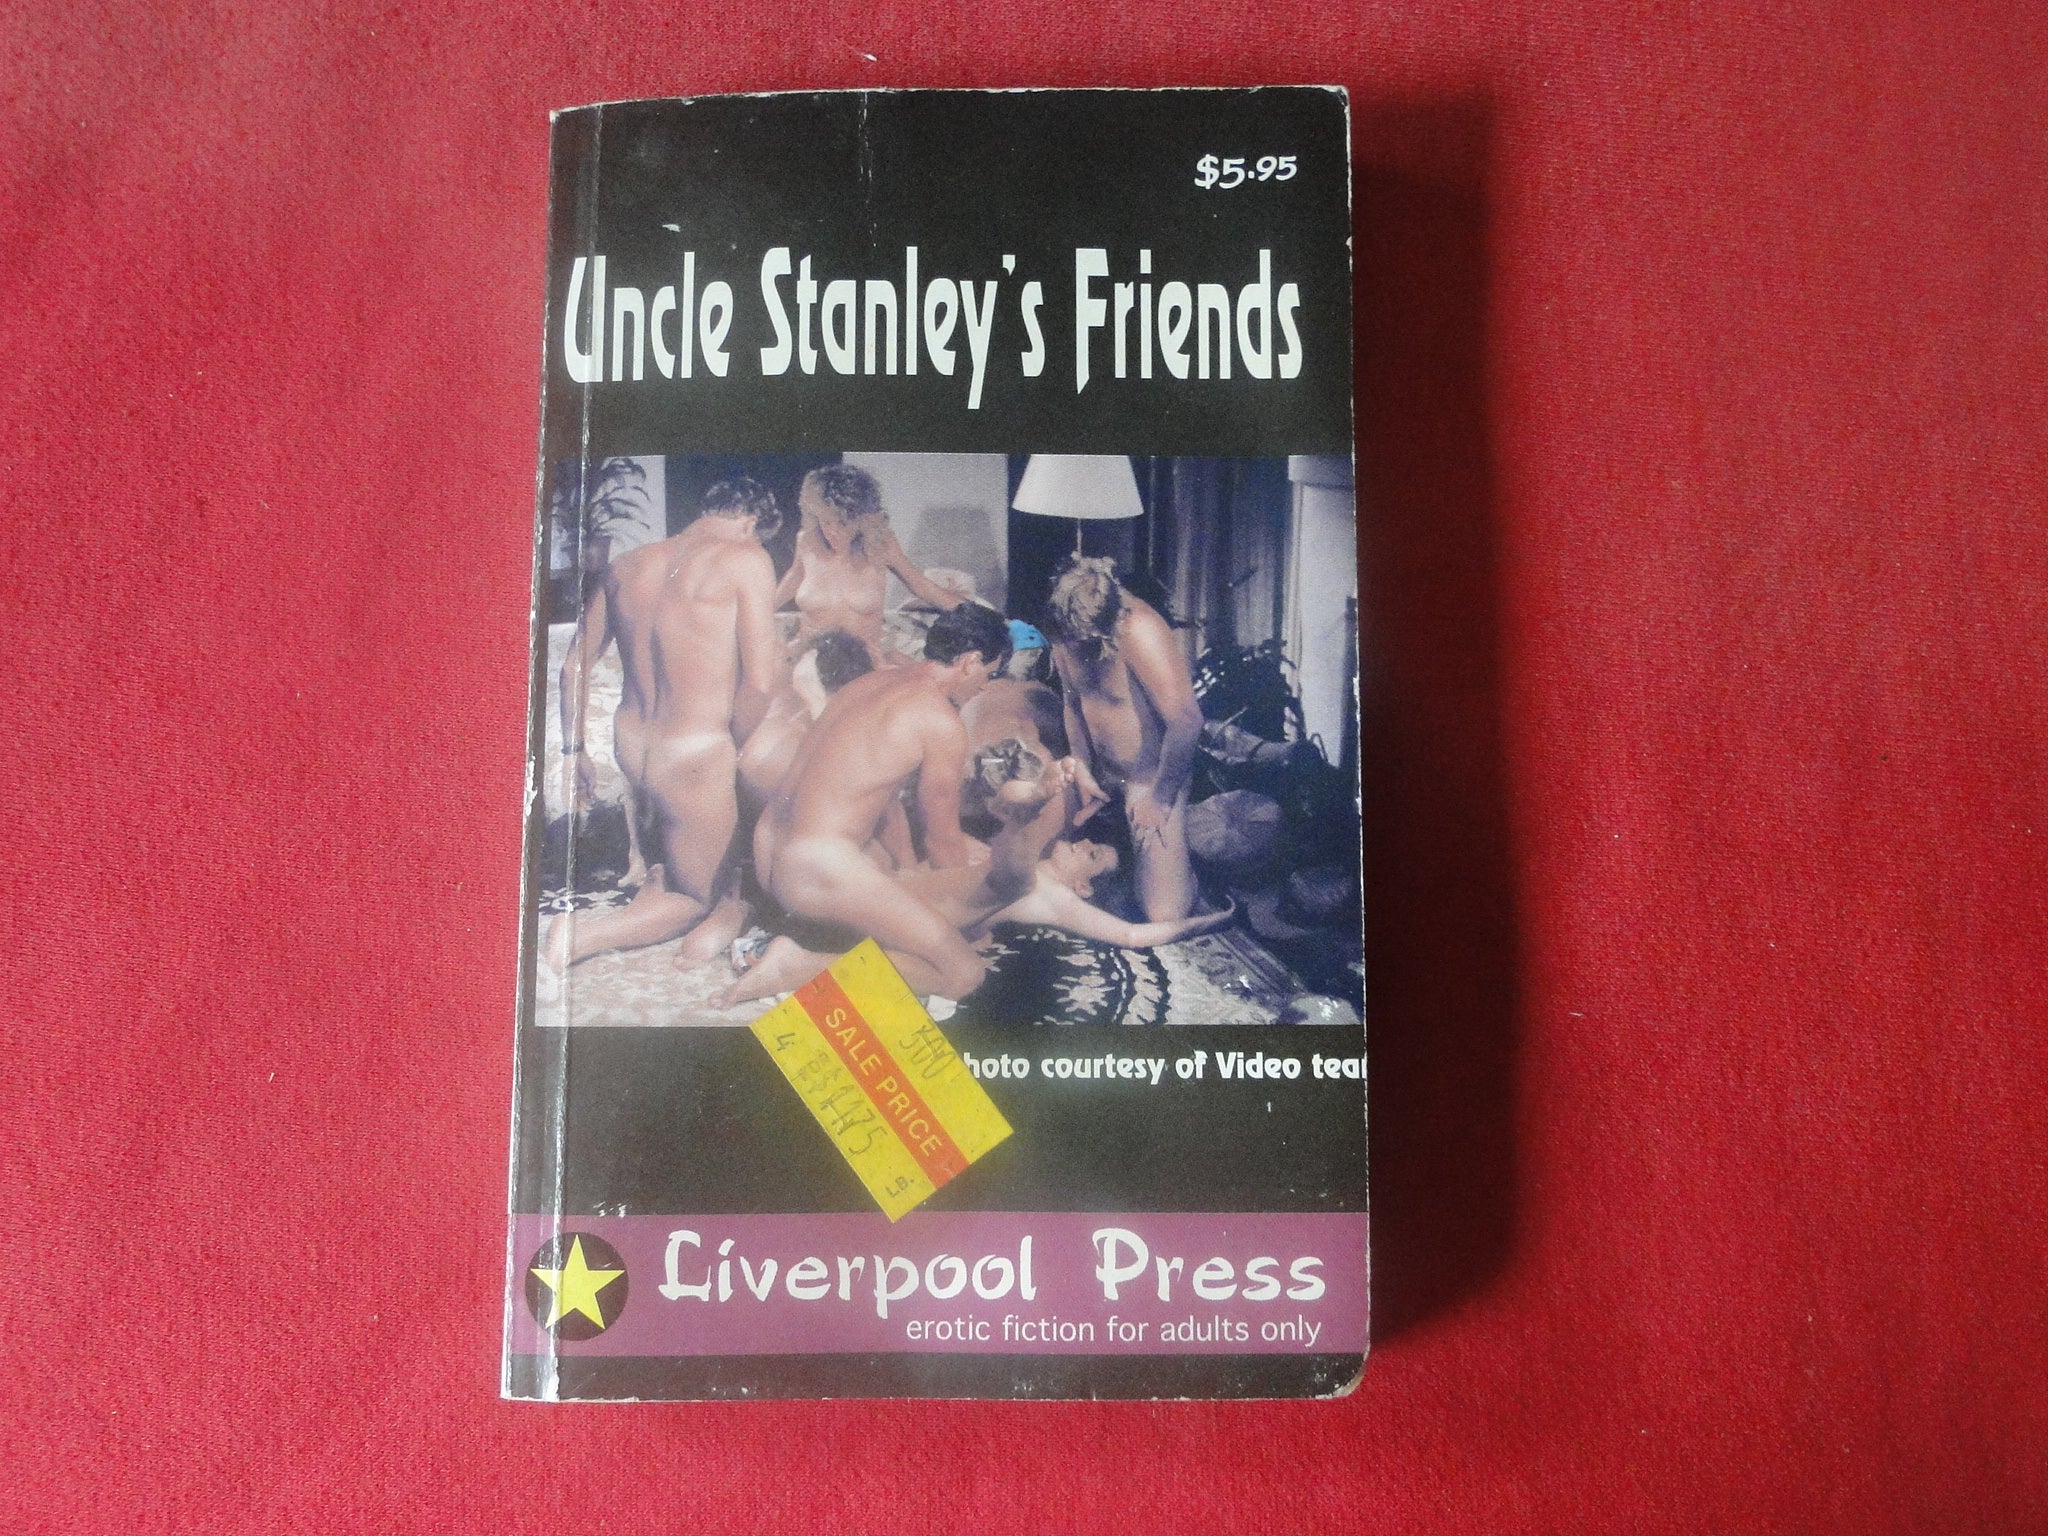 $5.95
Uncle Stanley's Friends
hoto courtesy of Video tea
SALE PRICE
LB.
Liverpool Press
erotic fiction for adults only